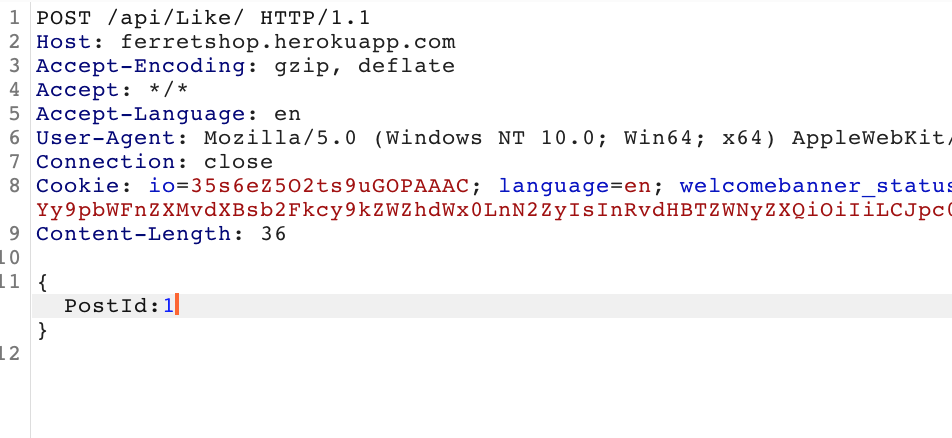 1 POST /api/Like/ HTTP/1.1
2 Host: ferretshop.herokuapp.com
3 Accept-Encoding: gzip, deflate
4 Accept: */*
5 Accept-Language: en
6 User-Agent: Mozilla/5.0 (Windows NT 10.0; Win64; x64) AppleWebKit/
7 Connection: close
8 Cookie: io=35s6eZ5O2ts9uGOPAAAC; language=en; welcomebanner_status
Yy9pbWFnZXMvdXBsb2Fkcy9kZWZhdWx0LnN2ZyIsInRvdHBTZWNyZXQiOiIiLCJpc0
9 Content-Length: 36
10
11 {
PostId:1
}
12